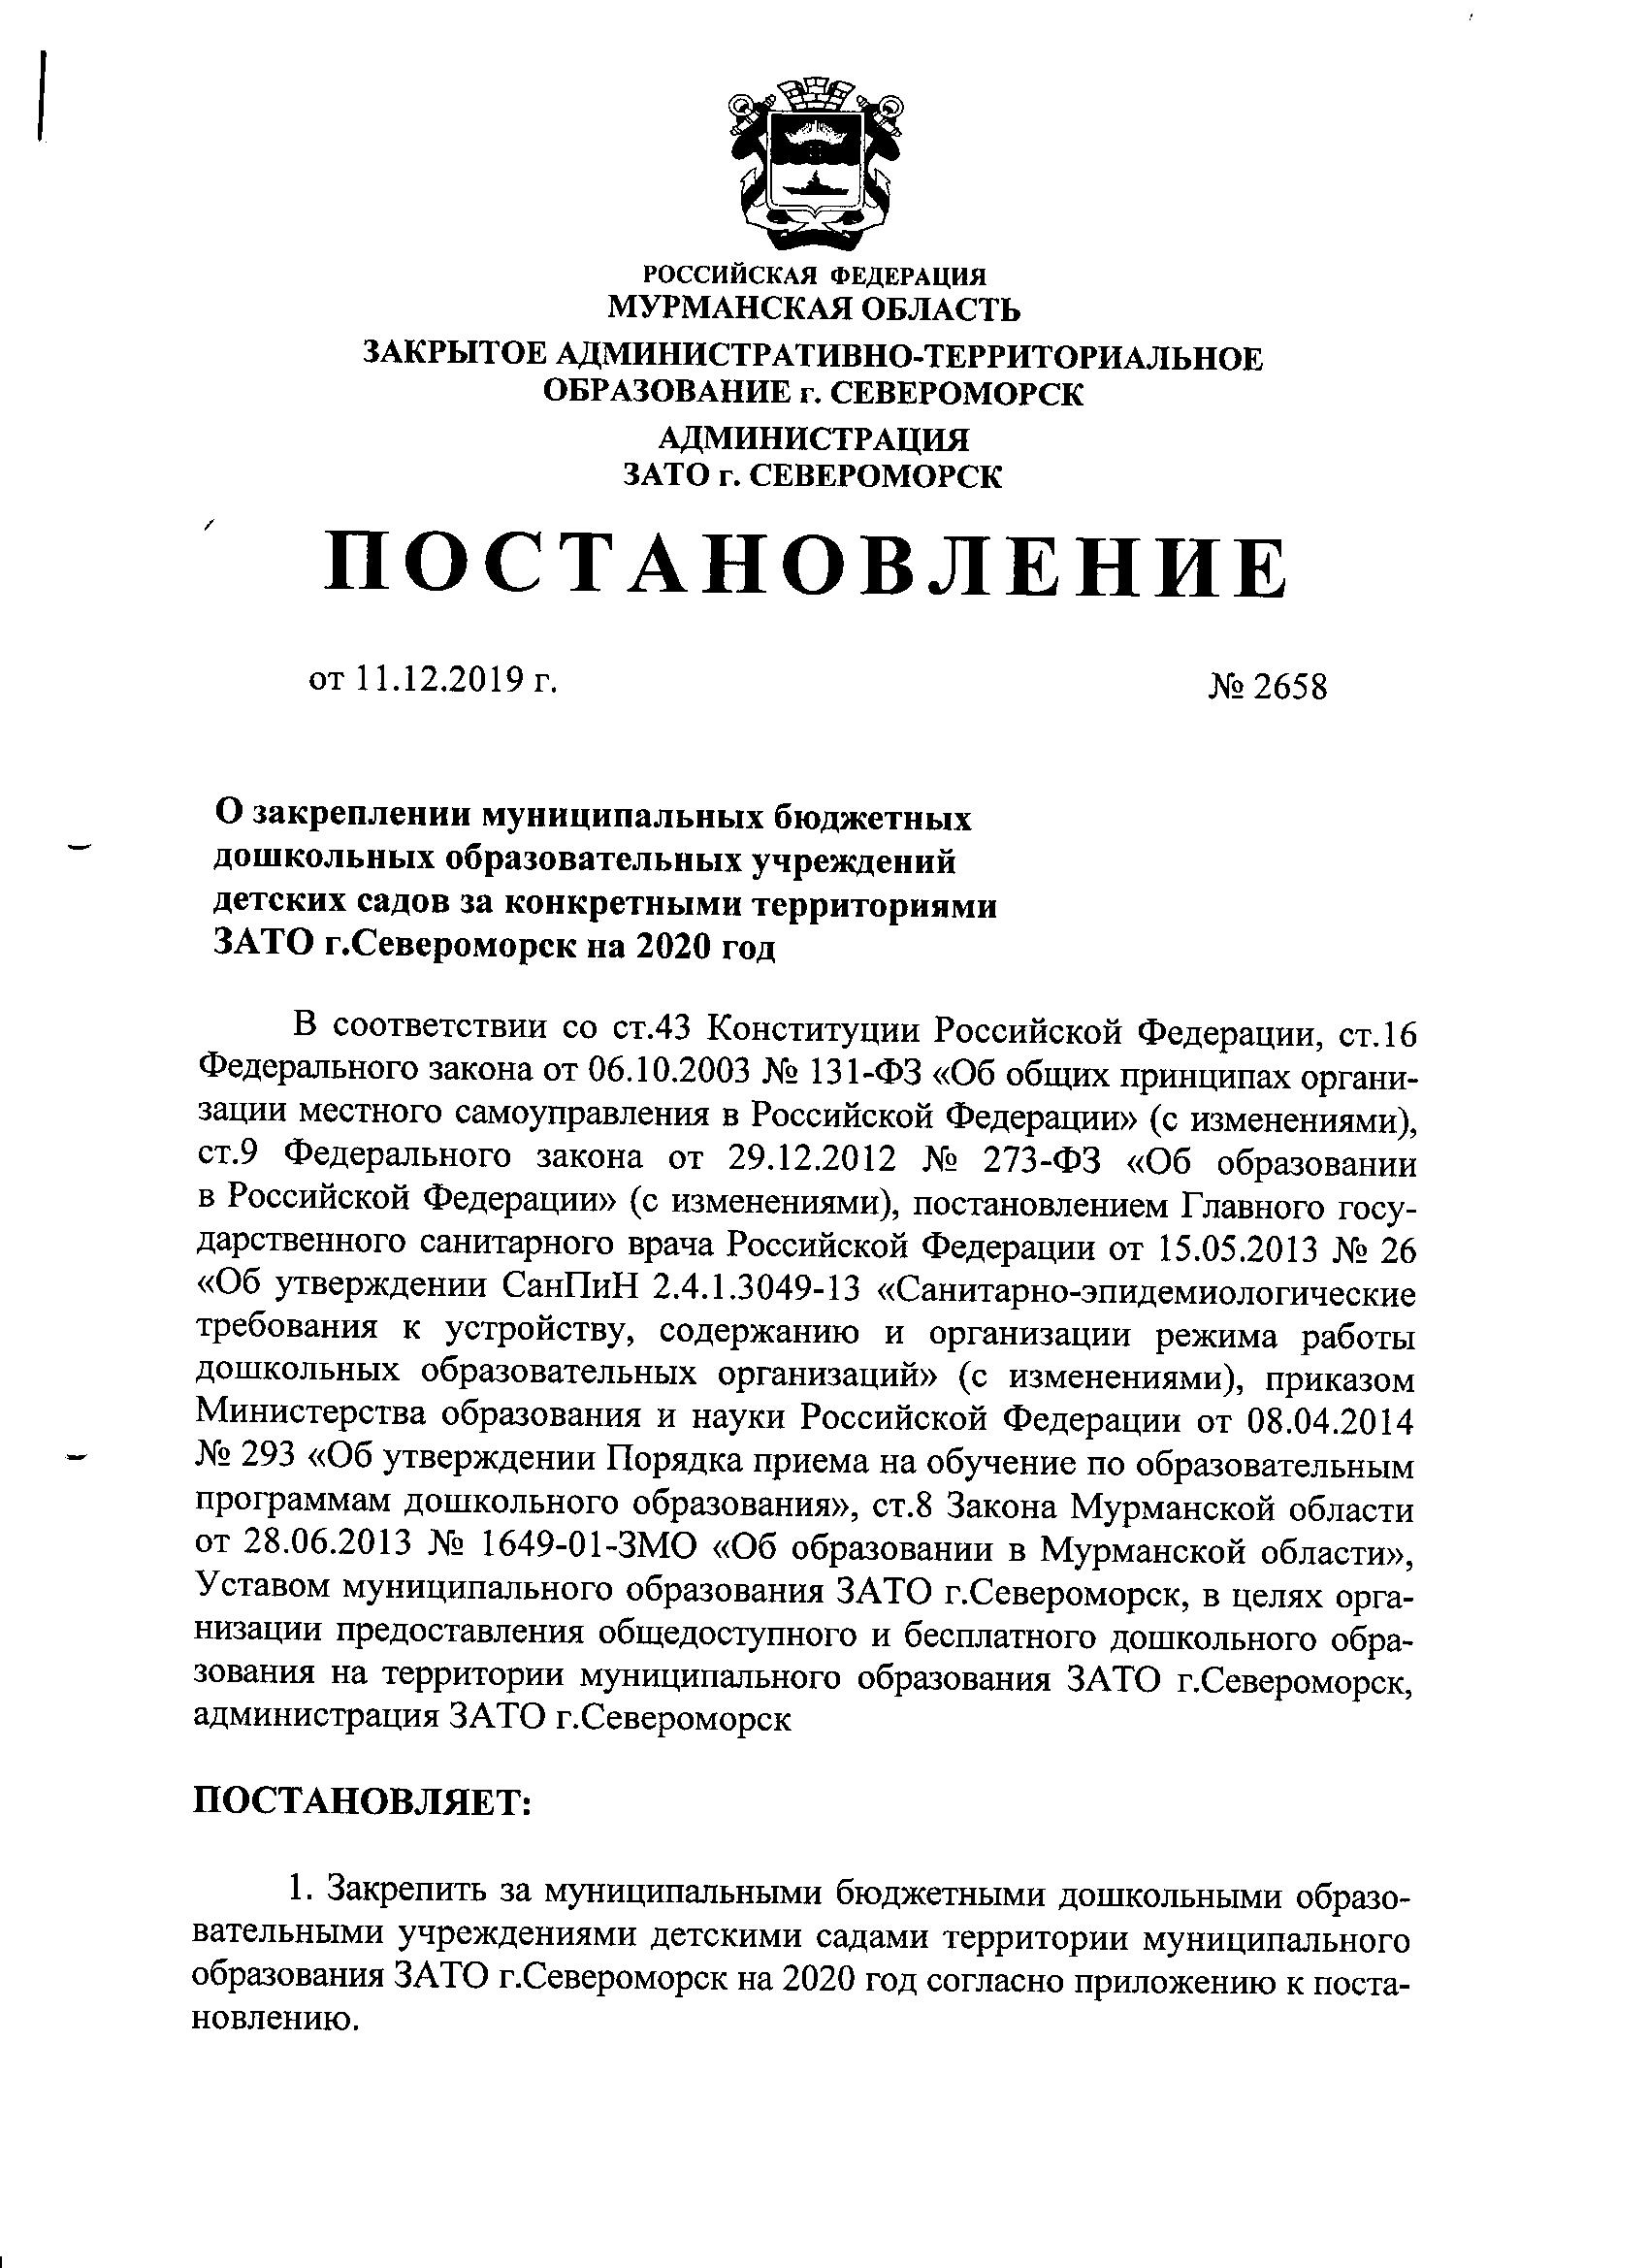 РОССИЙСКАЯ ФЕДЕРАЦИЯ
МУРМАНСКАЯ ОБЛАСТЬ
ЗАКРЫТОЕ АДМИНИСТРАТИВНО-ТЕРРИТОРИАЛЬНОЕ
ОБРАЗОВАНИЕ г. СЕВЕРОМОРСК
АДМИНИСТРАЦИЯ
ЗАТО г. СЕВЕРОМОРСК
ПОСТАНОВЛЕНИЕ
от 11.12.2019 г. № 2658
О закреплении муниципальных бюджетных
дошкольных образовательных учреждений
детских садов за конкретными территориями
ЗАТО г.Североморск на 2020 год
В соответствии со ст.43 Конституции Российской Федерации, ст.16
Федерального закона от 06.10.2003 № 131-ФЗ «Об общих принципах органи-
зации местного самоуправления в Российской Федерации» (с изменениями),
ст.9 Федерального закона от 29.12.2012 № 273-ФЗ «Об образовании
в Российской Федерации» (с изменениями), постановлением Главного госу-
дарственного санитарного врача Российской Федерации от 15.05.2013 № 26
«Об утверждении СанПиН 2.4.1.3049-13 «Санитарно-эпидемиологические
требования к устройству, содержанию и организации режима работы
дошкольных образовательных организаций» (с изменениями), приказом
Министерства образования и науки Российской Федерации от 08.04.2014
№ 293 «Об утверждении Порядка приема на обучение по образовательным
программам дошкольного образования», ст.8 Закона Мурманской области
от 28.06.2013 № 1649-01-ЗМО «Об образовании в Мурманской области»,
Уставом муниципального образования ЗАТО г.Североморск, в целях орга-
низации предоставления общедоступного и бесплатного дошкольного обра-
зования на территории муниципального образования ЗАТО г.Североморск,
администрация ЗАТО г.Североморск
ПОСТАНОВЛЯЕТ:
1. Закрепить за муниципальными бюджетными дошкольными образо-
вательными учреждениями детскими садами территории муниципального
образования ЗАТО г.Североморск на 2020 год согласно приложению к поста-
новлению.